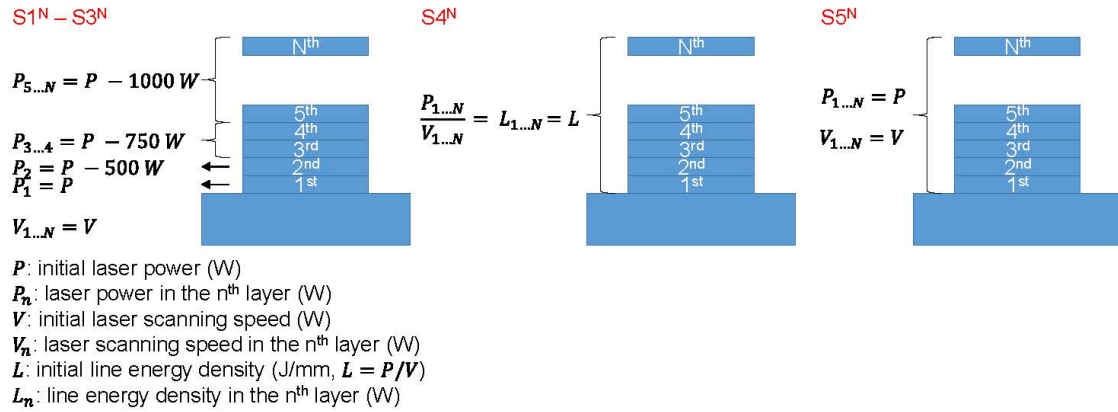 S1ᴺ – S3ᴺ
Nᵗʰ
P₅…N = P − 1000 W
5ᵗʰ
4ᵗʰ
P₃…₄ = P − 750 W
3ʳᵈ
P₂ = P − 500 W
2ⁿᵈ
P₁ = P
1ˢᵗ
V₁…N = V
S4ᴺ
Nᵗʰ
P₁…N / V₁…N = L₁…N = L
5ᵗʰ
4ᵗʰ
3ʳᵈ
2ⁿᵈ
1ˢᵗ
S5ᴺ
Nᵗʰ
P₁…N = P
V₁…N = V
5ᵗʰ
4ᵗʰ
3ʳᵈ
2ⁿᵈ
1ˢᵗ
P: initial laser power (W)
Pₙ: laser power in the nᵗʰ layer (W)
V: initial laser scanning speed (W)
Vₙ: laser scanning speed in the nᵗʰ layer (W)
L: initial line energy density (J/mm, L = P/V)
Lₙ: line energy density in the nᵗʰ layer (W)